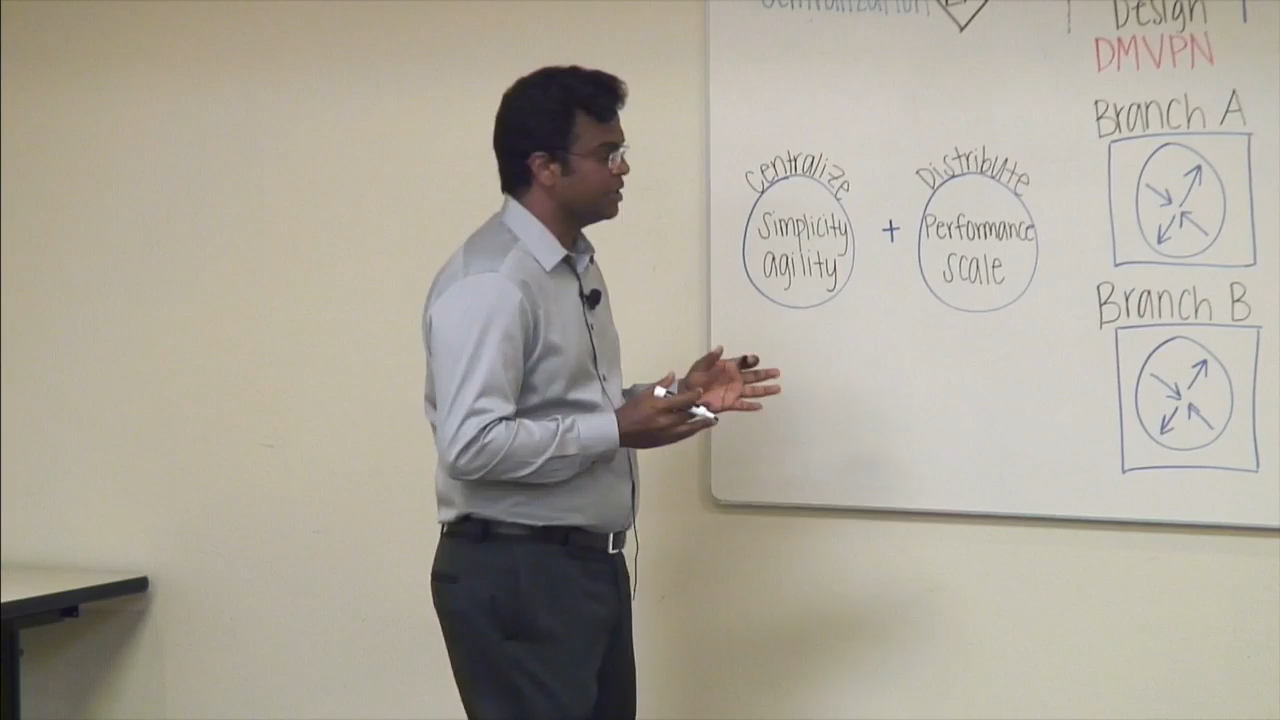 Design
DMVPN
Branch A
Centralize
Simplicity
agility
+
Distribute
Performance
scale
Branch B